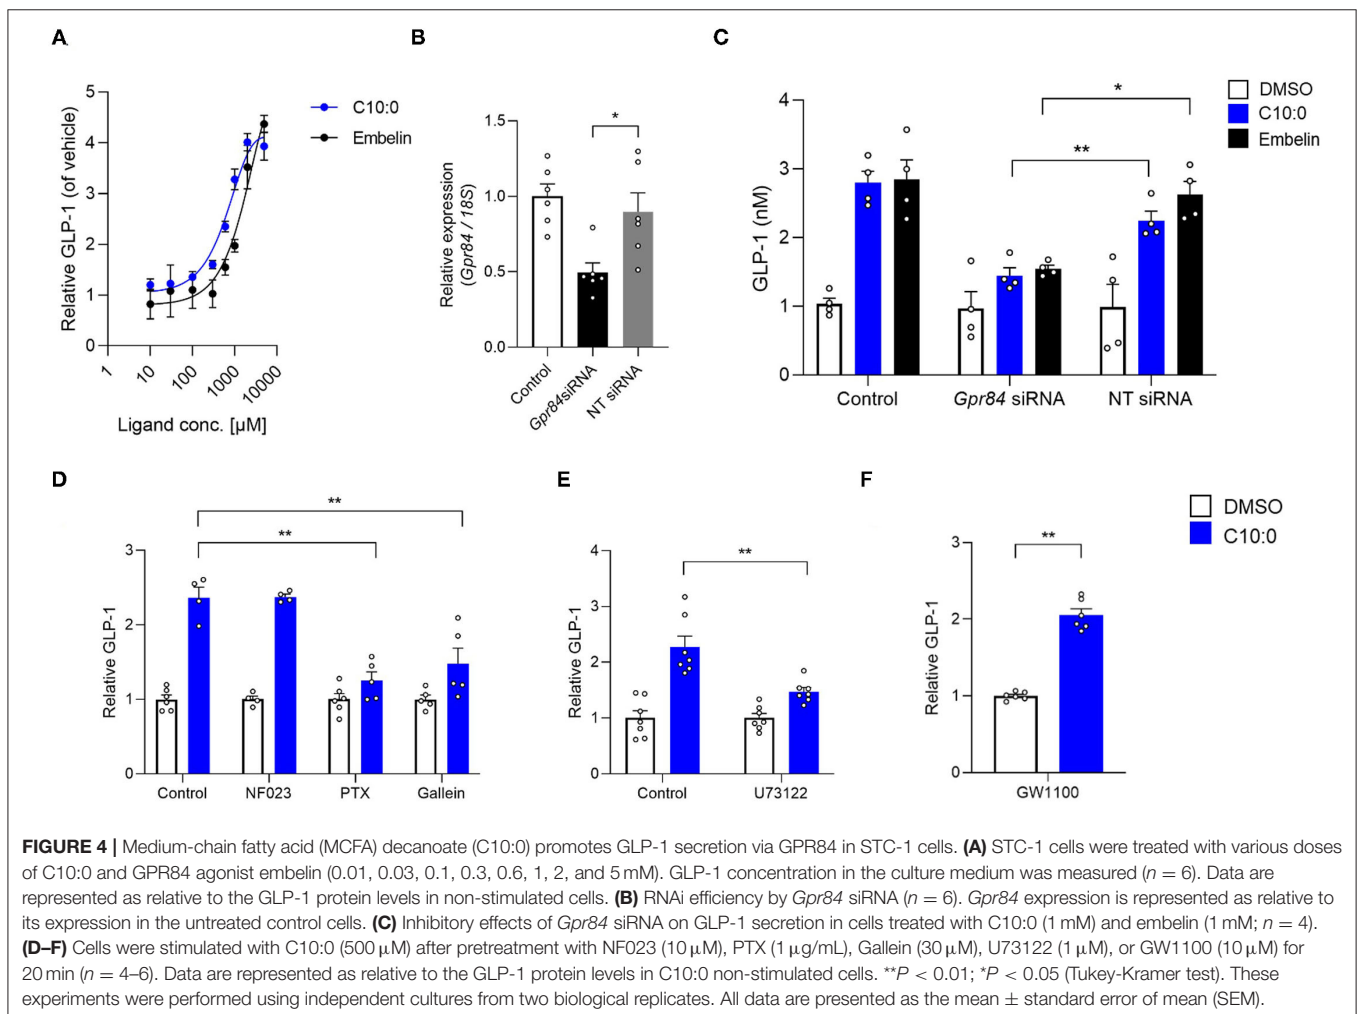 A
Relative GLP-1 (of vehicle)
5
4
3
2
1
0
1
10
100
1000
10000
Ligand conc. [µM]
C10:0
Embelin
B
Relative expression
(Gpr84 / 18S)
1.5
1.0
0.5
0.0
*
Control
Gpr84siRNA
NT siRNA
C
DMSO
C10:0
Embelin
GLP-1 (nM)
4
3
2
1
0
*
**
Control
Gpr84 siRNA
NT siRNA
D
Relative GLP-1
3
2
1
0
**
**
Control
NF023
PTX
Gallein
E
Relative GLP-1
4
3
2
1
0
**
Control
U73122
F
Relative GLP-1
3
2
1
0
**
GW1100
DMSO
C10:0
FIGURE 4 | Medium-chain fatty acid (MCFA) decanoate (C10:0) promotes GLP-1 secretion via GPR84 in STC-1 cells. (A) STC-1 cells were treated with various doses
of C10:0 and GPR84 agonist embelin (0.01, 0.03, 0.1, 0.3, 0.6, 1, 2, and 5 mM). GLP-1 concentration in the culture medium was measured (n = 6). Data are
represented as relative to the GLP-1 protein levels in non-stimulated cells. (B) RNAi efficiency by Gpr84 siRNA (n = 6). Gpr84 expression is represented as relative to
its expression in the untreated control cells. (C) Inhibitory effects of Gpr84 siRNA on GLP-1 secretion in cells treated with C10:0 (1 mM) and embelin (1 mM; n = 4).
(D–F) Cells were stimulated with C10:0 (500 µM) after pretreatment with NF023 (10 µM), PTX (1 µg/mL), Gallein (30 µM), U73122 (1 µM), or GW1100 (10 µM) for
20 min (n = 4–6). Data are represented as relative to the GLP-1 protein levels in C10:0 non-stimulated cells. **P < 0.01; *P < 0.05 (Tukey-Kramer test). These
experiments were performed using independent cultures from two biological replicates. All data are presented as the mean ± standard error of mean (SEM).